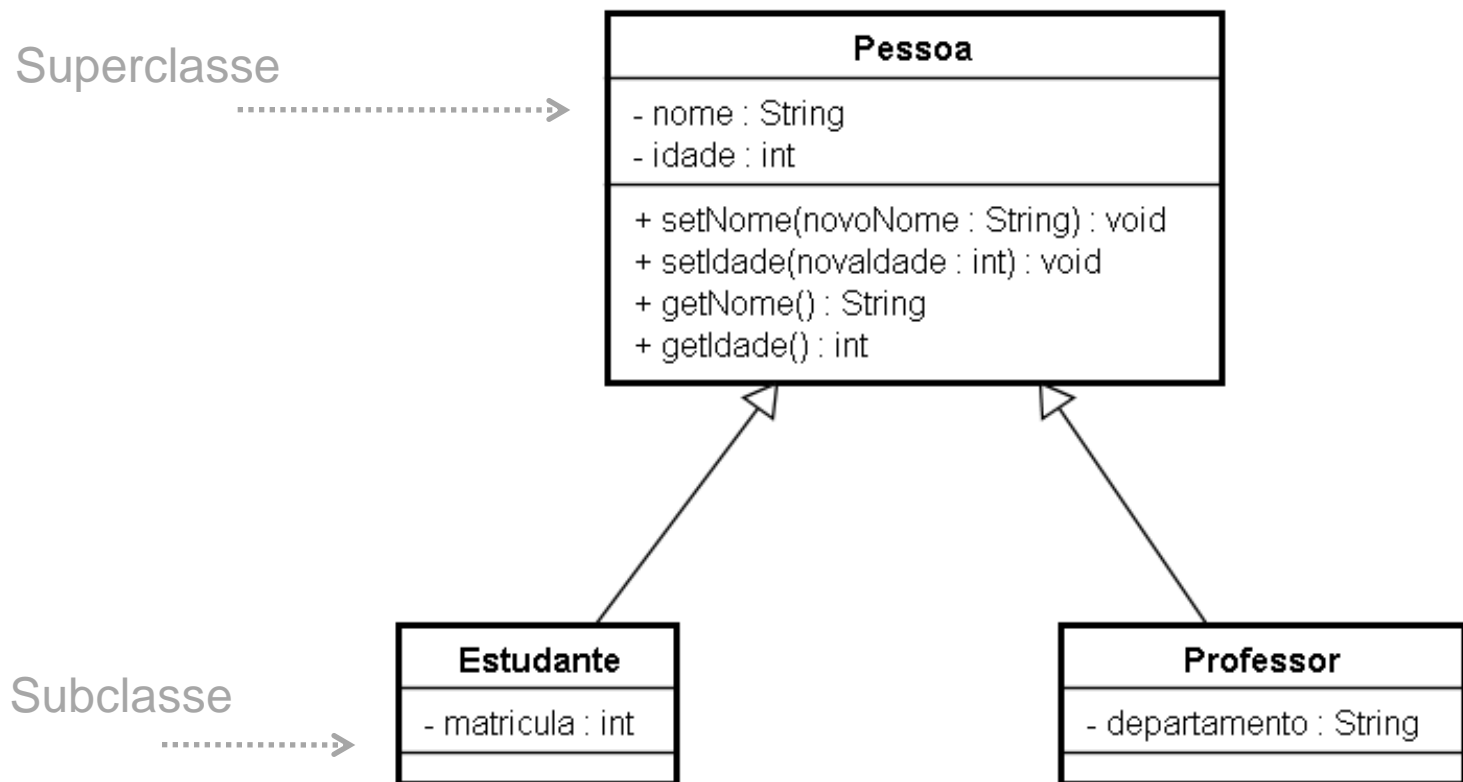 Superclasse
Pessoa
- nome : String
- idade : int
+ setNome(novoNome : String) : void
+ setIdade(novaIdade : int) : void
+ getNome() : String
+ getIdade() : int
Subclasse
Estudante
- matricula : int
Professor
- departamento : String